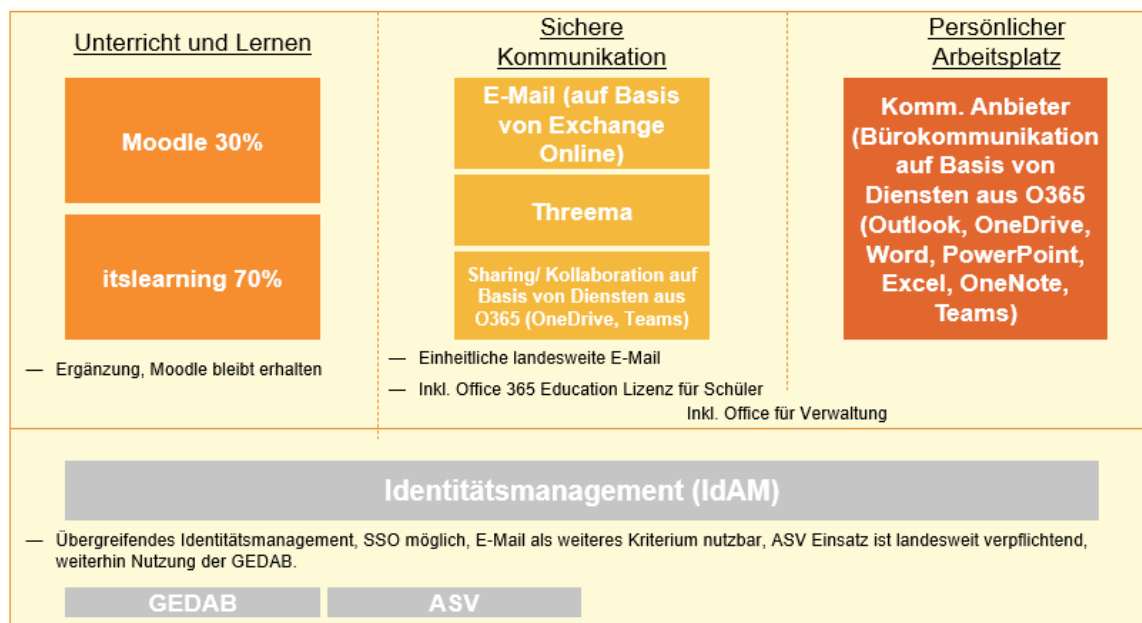 Unterricht und Lernen
Moodle 30%
itslearning 70%
— Ergänzung, Moodle bleibt erhalten
Sichere
Kommunikation
E-Mail (auf Basis
von Exchange
Online)
Threema
Sharing/ Kollaboration auf
Basis von Diensten aus
O365 (OneDrive, Teams)
— Einheitliche landesweite E-Mail
— Inkl. Office 365 Education Lizenz für Schüler
Inkl. Office für Verwaltung
Persönlicher
Arbeitsplatz
Komm. Anbieter
(Bürokommunikation
auf Basis von
Diensten aus O365
(Outlook, OneDrive,
Word, PowerPoint,
Excel, OneNote,
Teams)
Identitätsmanagement (IdAM)
— Übergreifendes Identitätsmanagement, SSO möglich, E-Mail als weiteres Kriterium nutzbar, ASV Einsatz ist landesweit verpflichtend,
weiterhin Nutzung der GEDAB.
GEDAB
ASV